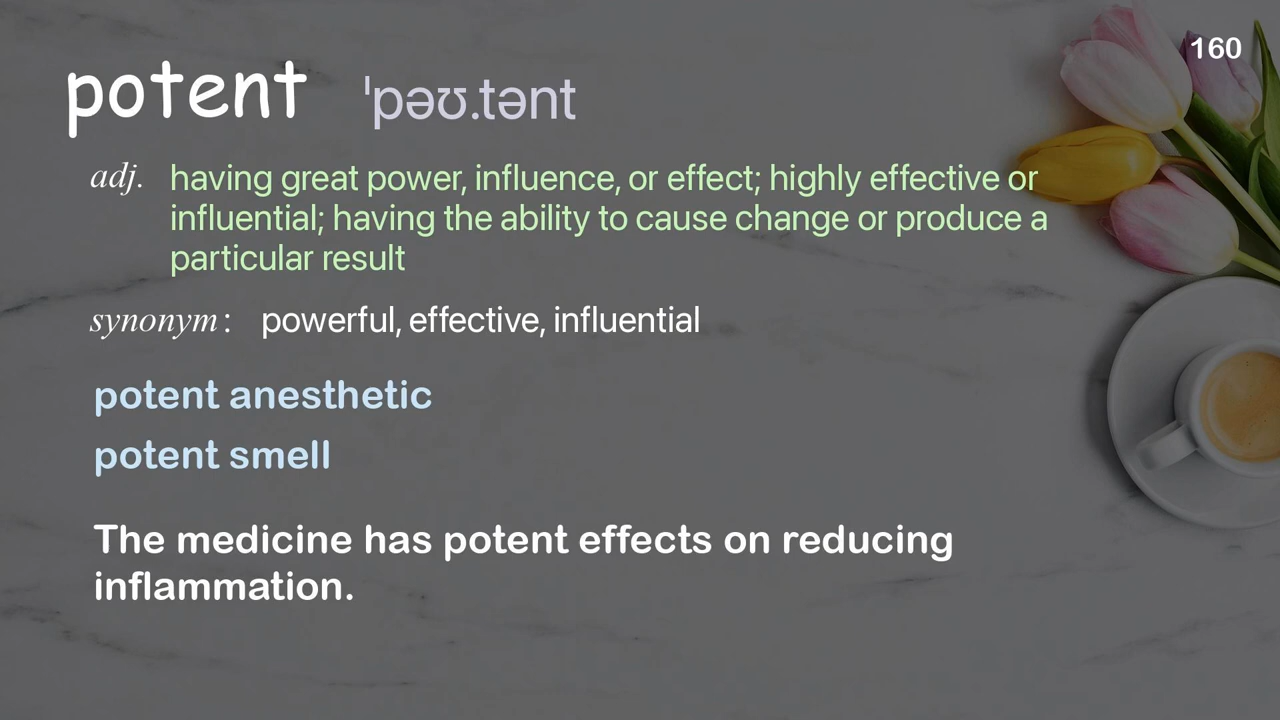 160
potent ˈpəʊ.tənt
adj. having great power, influence, or effect; highly effective or
influential; having the ability to cause change or produce a
particular result
synonym: powerful, effective, influential
potent anesthetic
potent smell
The medicine has potent effects on reducing
inflammation.